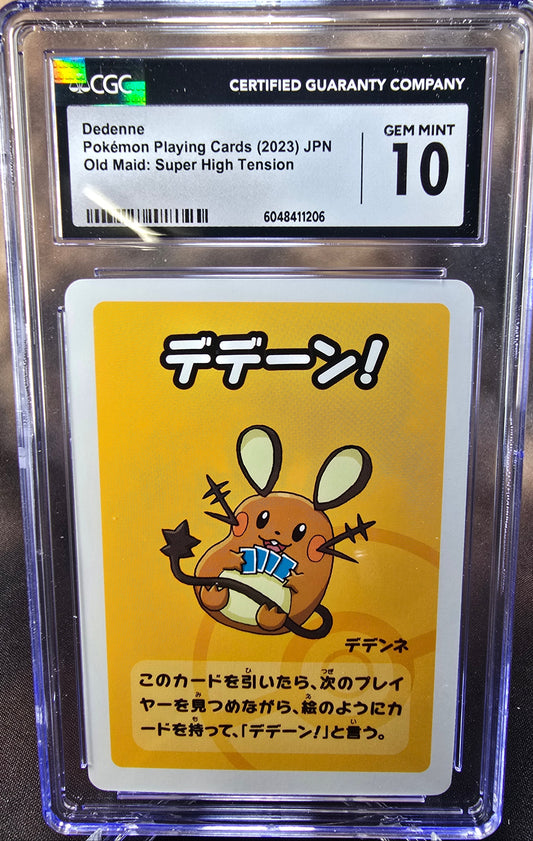 CGC
CERTIFIED GUARANTY COMPANY
Dedenne
Pokémon Playing Cards (2023) JPN
Old Maid: Super High Tension
GEM MINT
10
6048411206
デデーン!
デデンネ
このカードを引いたら、次のプレイ
ヤーを見つめながら、絵のようにカ
ードを持って、「デデーン!」と言う。